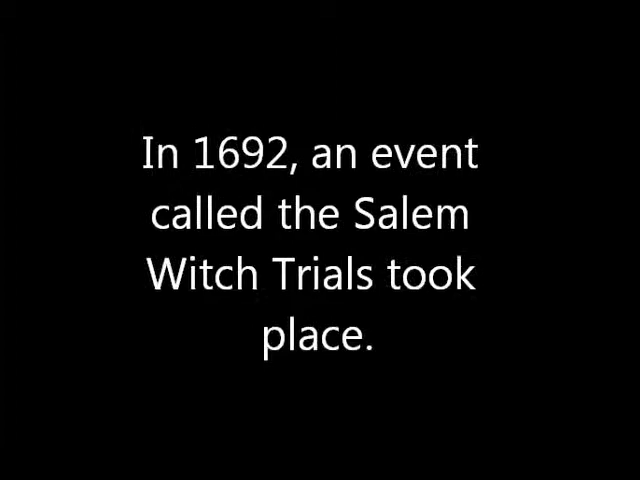 In 1692, an event
called the Salem
Witch Trials took
place.